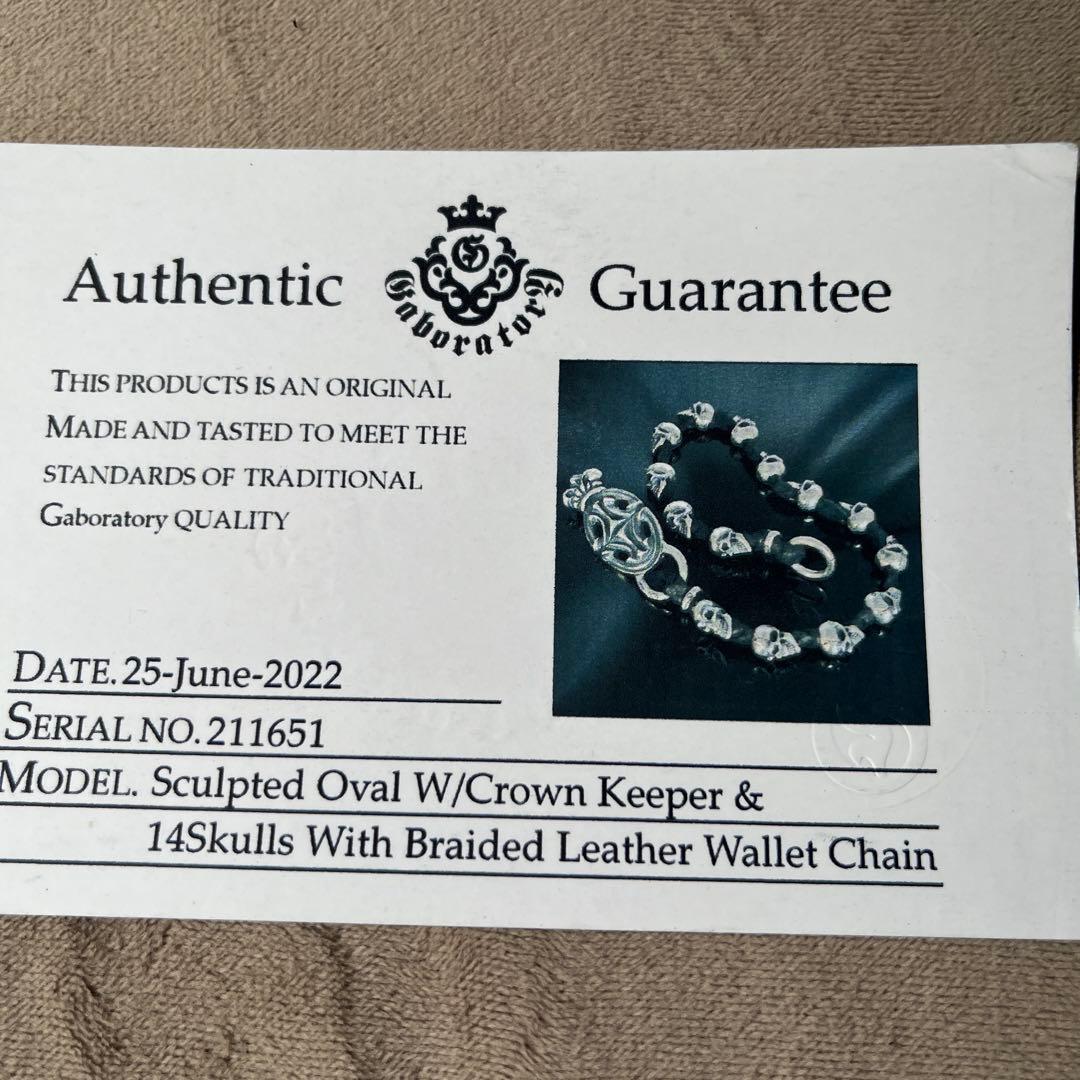 Authentic Gaboratory Guarantee
THIS PRODUCTS IS AN ORIGINAL
MADE AND TASTED TO MEET THE
STANDARDS OF TRADITIONAL
Gaboratory QUALITY
DATE. 25-June-2022
SERIAL NO. 211651
MODEL. Sculpted Oval W/Crown Keeper &
14Skulls With Braided Leather Wallet Chain